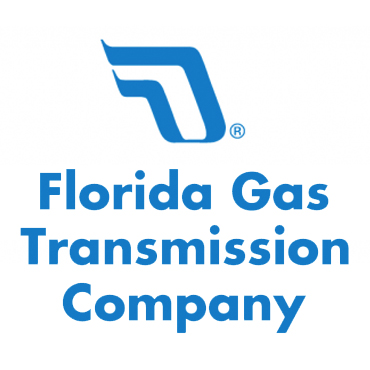 ®
Florida Gas
Transmission
Company